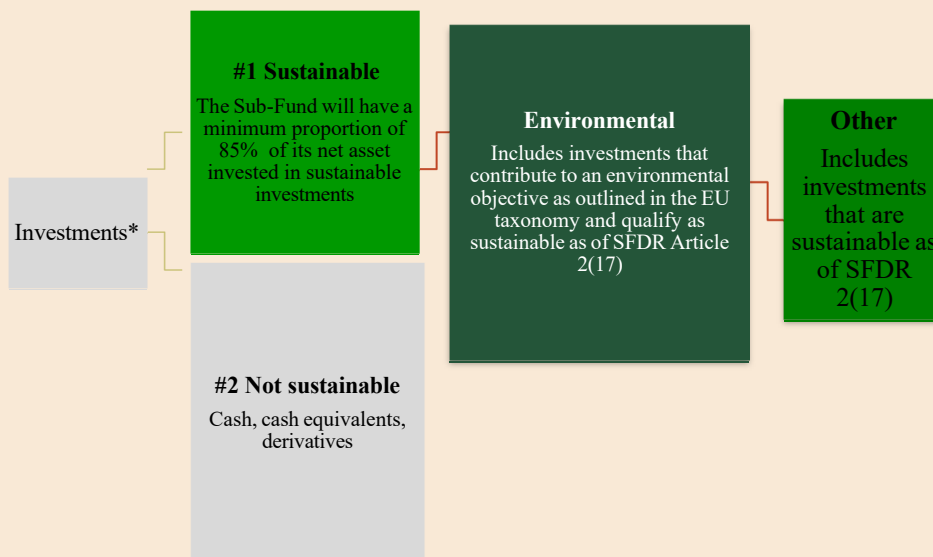 Investments*
#1 Sustainable
The Sub-Fund will have a
minimum proportion of
85% of its net asset
invested in sustainable
investments
#2 Not sustainable
Cash, cash equivalents,
derivatives
Environmental
Includes investments that
contribute to an environmental
objective as outlined in the EU
taxonomy and qualify as
sustainable as of SFDR Article
2(17)
Other
Includes
investments
that are
sustainable as
of SFDR
2(17)